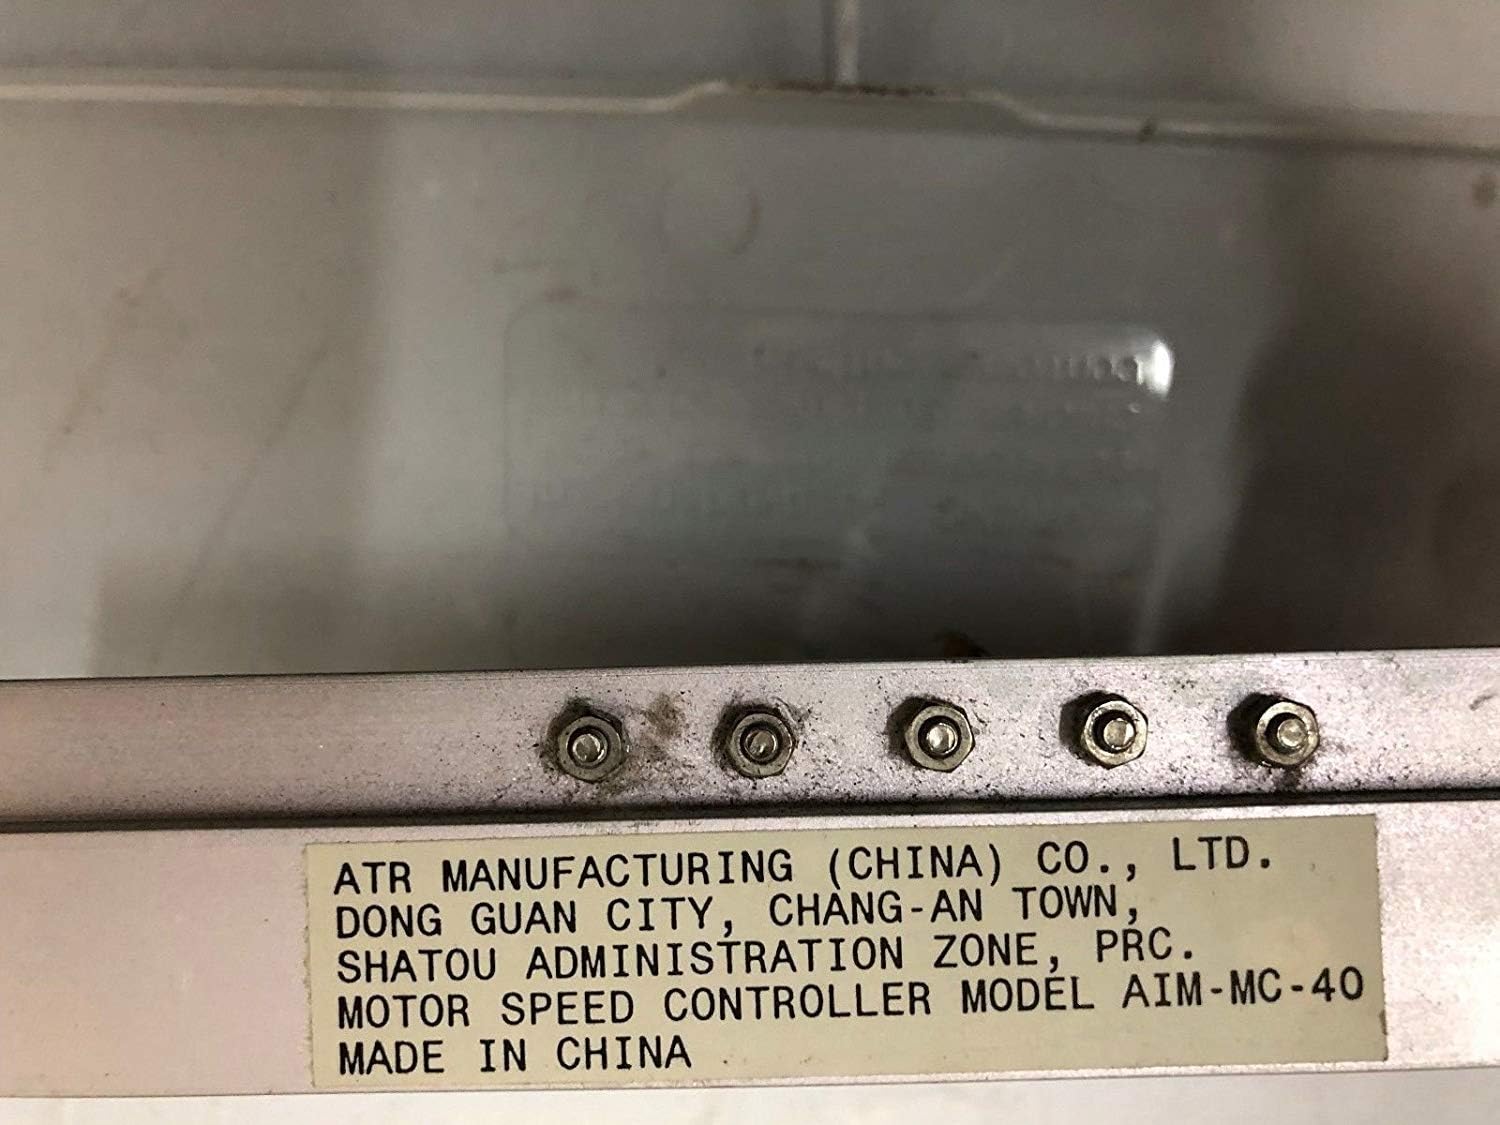 ATR MANUFACTURING (CHINA) CO., LTD.
DONG GUAN CITY, CHANG-AN TOWN,
SHATOU ADMINISTRATION ZONE, PRC.
MOTOR SPEED CONTROLLER MODEL AIM-MC-40
MADE IN CHINA